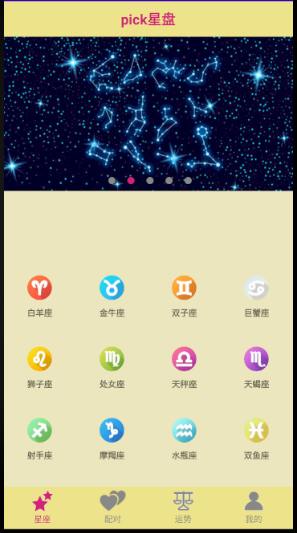 pick星盘
白羊座 金牛座 双子座 巨蟹座
狮子座 处女座 天秤座 天蝎座
射手座 摩羯座 水瓶座 双鱼座
星座 配对 运势 我的